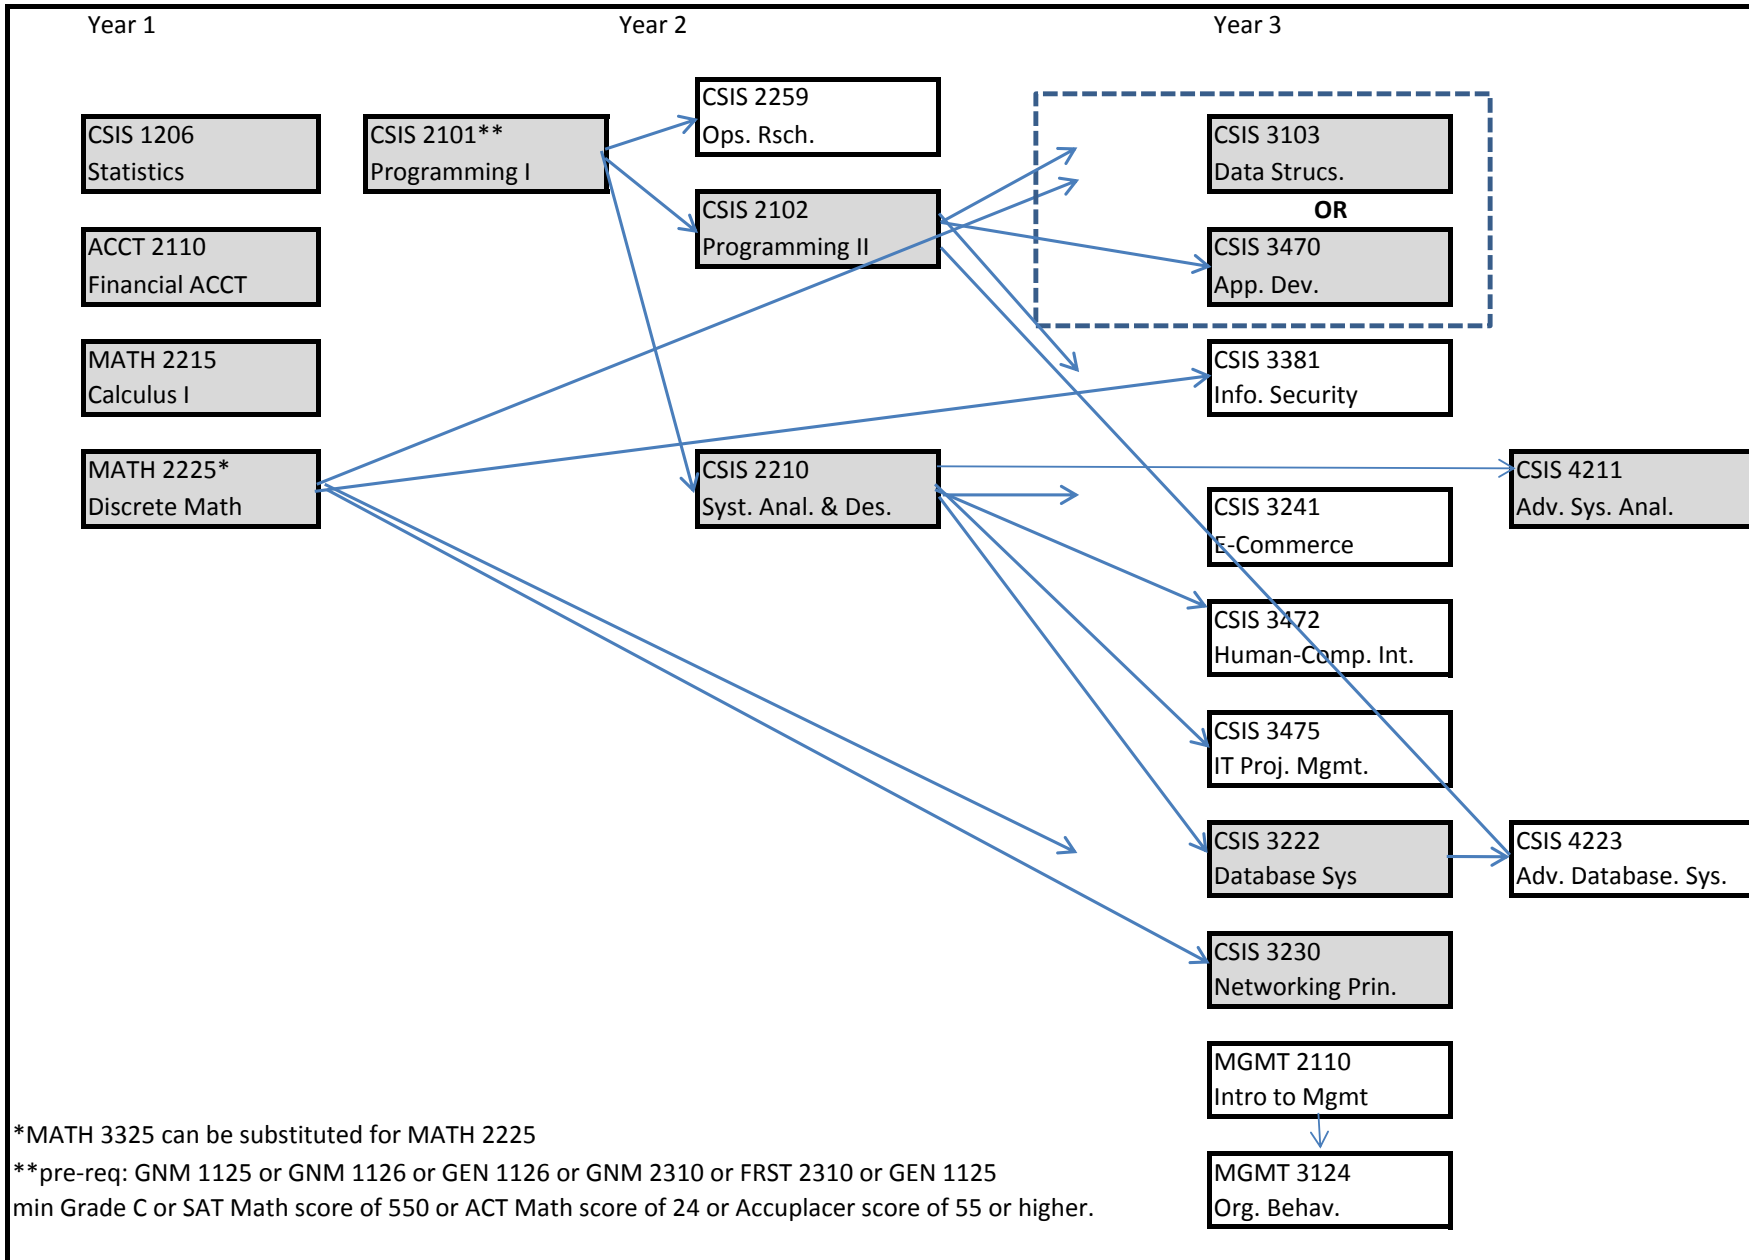 Year 1
Year 2
Year 3
CSIS 1206
Statistics
ACCT 2110
Financial ACCT
MATH 2215
Calculus I
MATH 2225*
Discrete Math
CSIS 2101**
Programming I
CSIS 2259
Ops. Rsch.
CSIS 2102
Programming II
CSIS 2210
Syst. Anal. & Des.
CSIS 3103
Data Strucs.
OR
CSIS 3470
App. Dev.
CSIS 3381
Info. Security
CSIS 3241
E-Commerce
CSIS 3472
Human-Comp. Int.
CSIS 3475
IT Proj. Mgmt.
CSIS 3222
Database Sys
CSIS 3230
Networking Prin.
MGMT 2110
Intro to Mgmt
MGMT 3124
Org. Behav.
CSIS 4211
Adv. Sys. Anal.
CSIS 4223
Adv. Database. Sys.
*MATH 3325 can be substituted for MATH 2225
**pre-req: GNM 1125 or GNM 1126 or GEN 1126 or GNM 2310 or FRST 2310 or GEN 1125
min Grade C or SAT Math score of 550 or ACT Math score of 24 or Accuplacer score of 55 or higher.